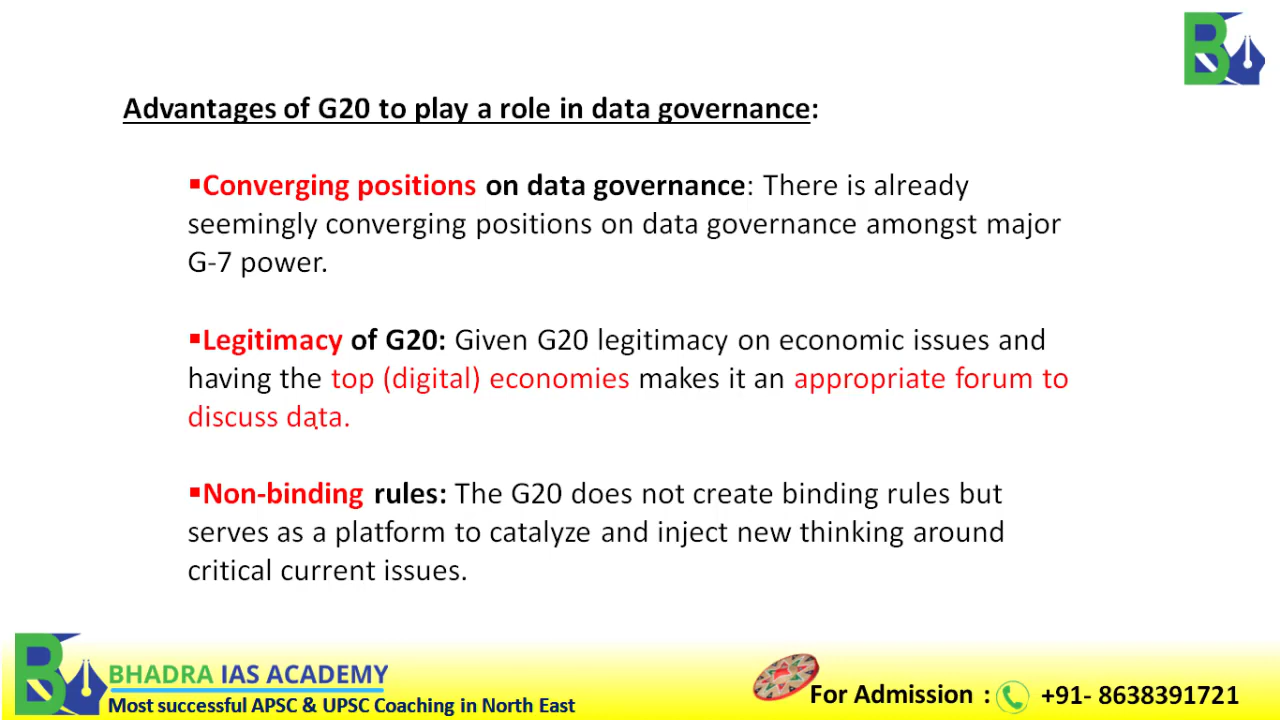 Advantages of G20 to play a role in data governance:
▪Converging positions on data governance: There is already
seemingly converging positions on data governance amongst major
G-7 power.
▪Legitimacy of G20: Given G20 legitimacy on economic issues and
having the top (digital) economies makes it an appropriate forum to
discuss data.
▪Non-binding rules: The G20 does not create binding rules but
serves as a platform to catalyze and inject new thinking around
critical current issues.
BHADRA IAS ACADEMY
Most successful APSC & UPSC Coaching in North East
For Admission : +91- 8638391721